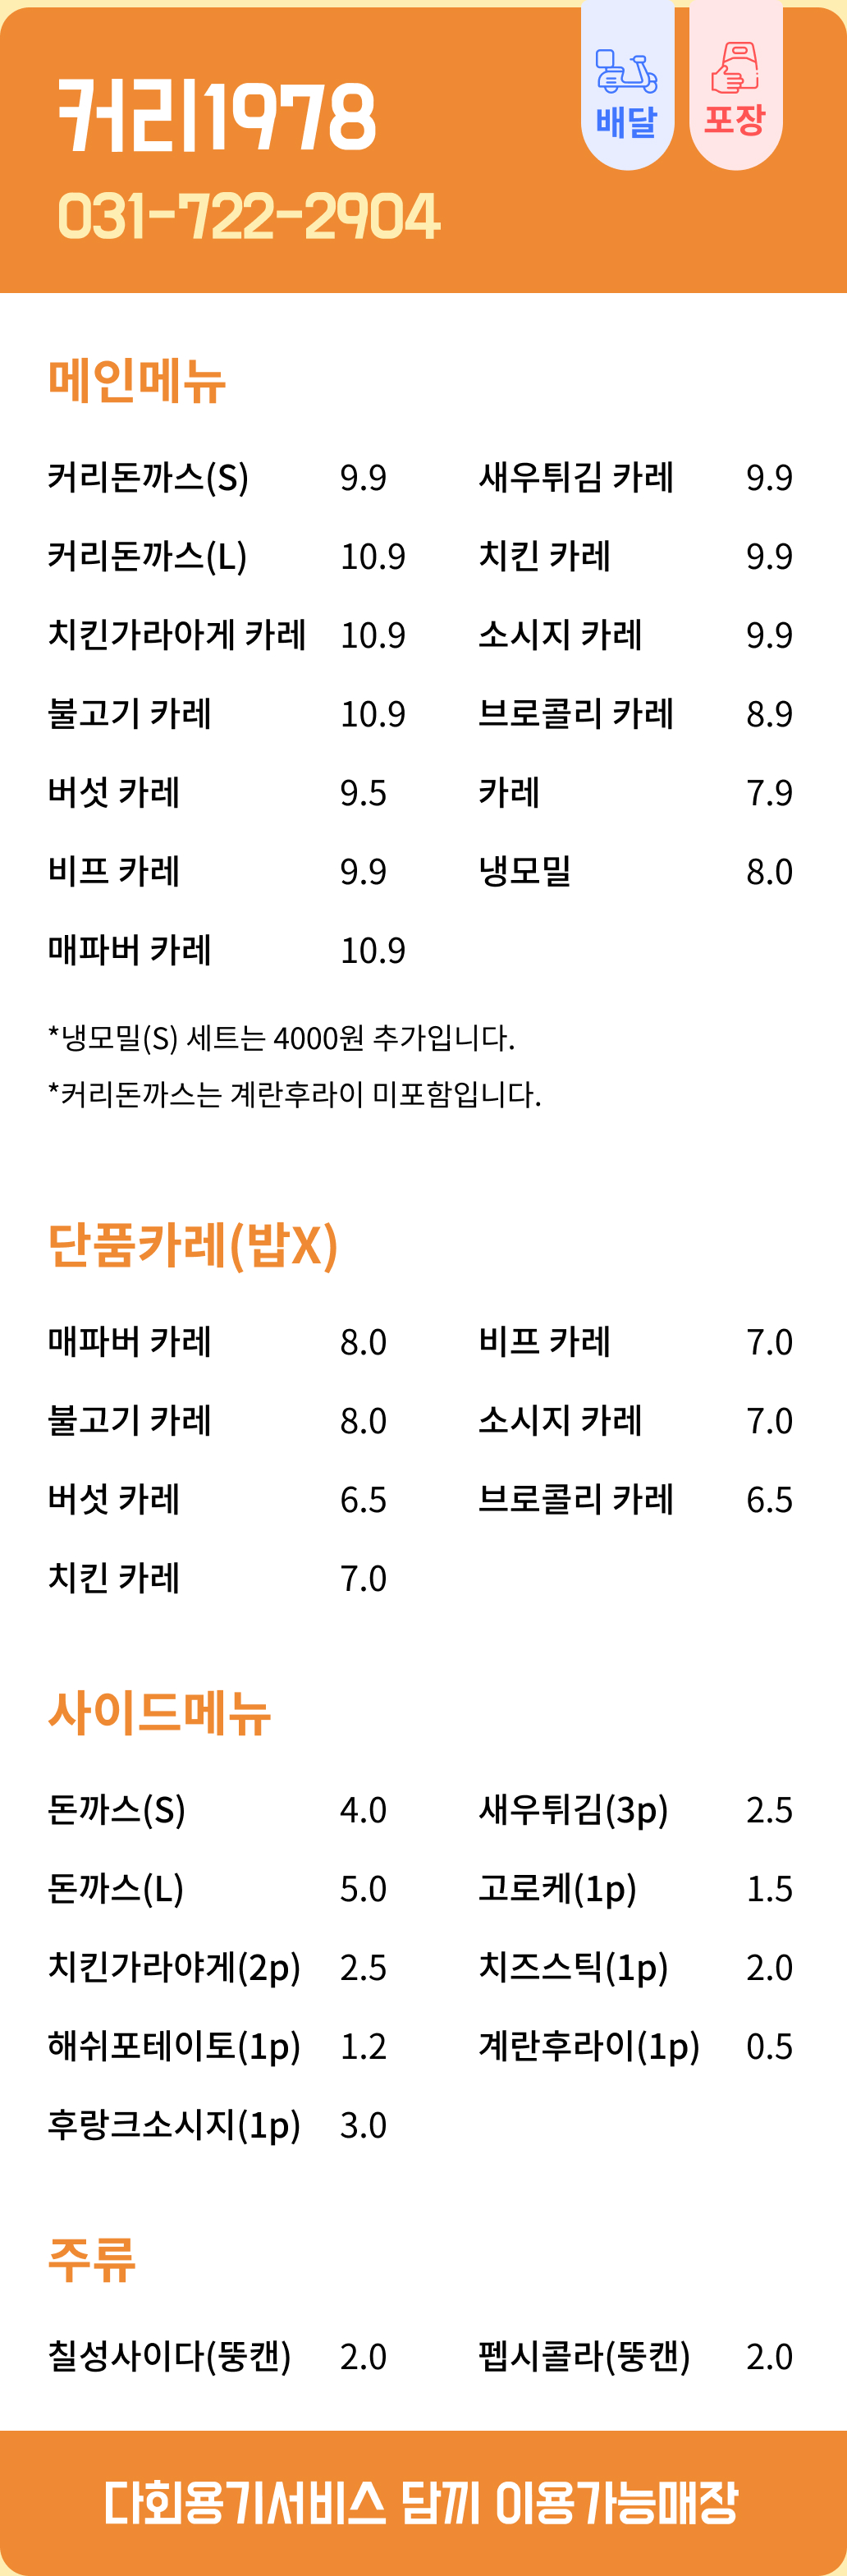 커리1978
031-722-2904
배달
포장
메인메뉴
커리돈까스(S) 9.9 새우튀김 카레 9.9
커리돈까스(L) 10.9 치킨 카레 9.9
치킨가라아게 카레 10.9 소시지 카레 9.9
불고기 카레 10.9 브로콜리 카레 8.9
버섯 카레 9.5 카레 7.9
비프 카레 9.9 냉모밀 8.0
매파버 카레 10.9
*냉모밀(S) 세트는 4000원 추가입니다.
*커리돈까스는 계란후라이 미포함입니다.
단품카레(밥X)
매파버 카레 8.0 비프 카레 7.0
불고기 카레 8.0 소시지 카레 7.0
버섯 카레 6.5 브로콜리 카레 6.5
치킨 카레 7.0
사이드메뉴
돈까스(S) 4.0 새우튀김(3p) 2.5
돈까스(L) 5.0 고로케(1p) 1.5
치킨가라야게(2p) 2.5 치즈스틱(1p) 2.0
해쉬포테이토(1p) 1.2 계란후라이(1p) 0.5
후랑크소시지(1p) 3.0
주류
칠성사이다(뚱캔) 2.0 펩시콜라(뚱캔) 2.0
다회용기서비스 담끼 이용가능매장